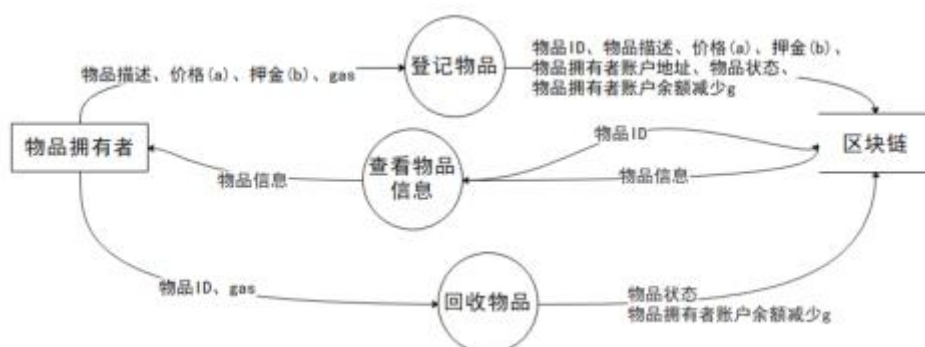 物品描述、价格(a)、押金(b)、gas
登记物品
物品ID、物品描述、价格(a)、押金(b)、
物品拥有者账户地址、物品状态、
物品拥有者账户余额减少g
物品拥有者
物品信息
查看物品
信息
物品ID
物品信息
区块链
物品ID、gas
回收物品
物品状态
物品拥有者账户余额减少g